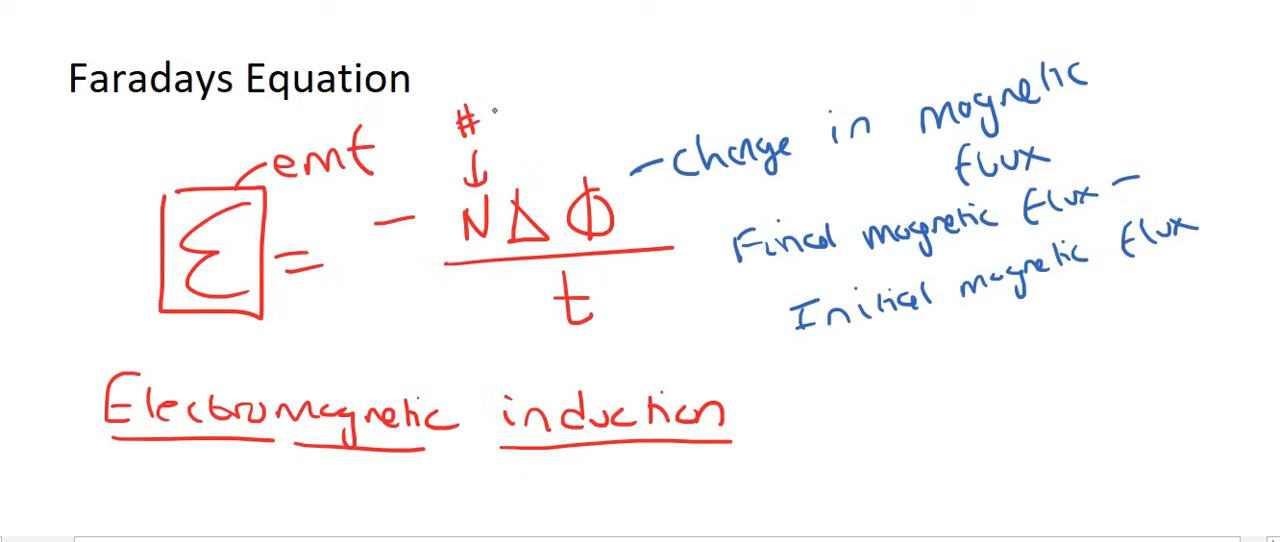 Faradays Equation
#
emf
change in magnetic
flux
Ɛ = - NΔΦ
t
Final magnetic flux -
Initial magnetic flux
Electromagnetic induction